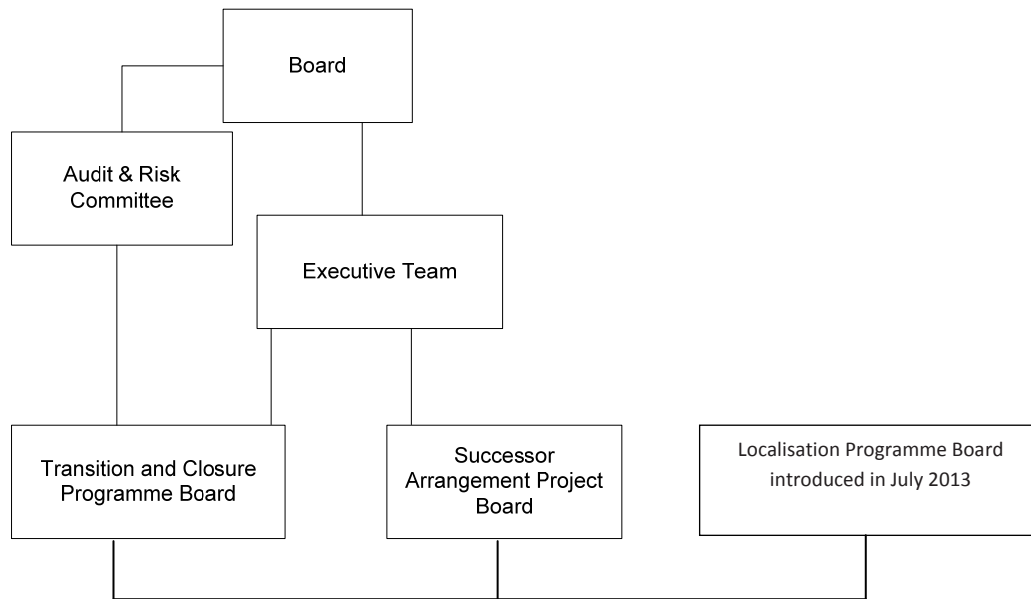 Board
Audit & Risk
Committee
Executive Team
Transition and Closure
Programme Board
Successor
Arrangement Project
Board
Localisation Programme Board
introduced in July 2013